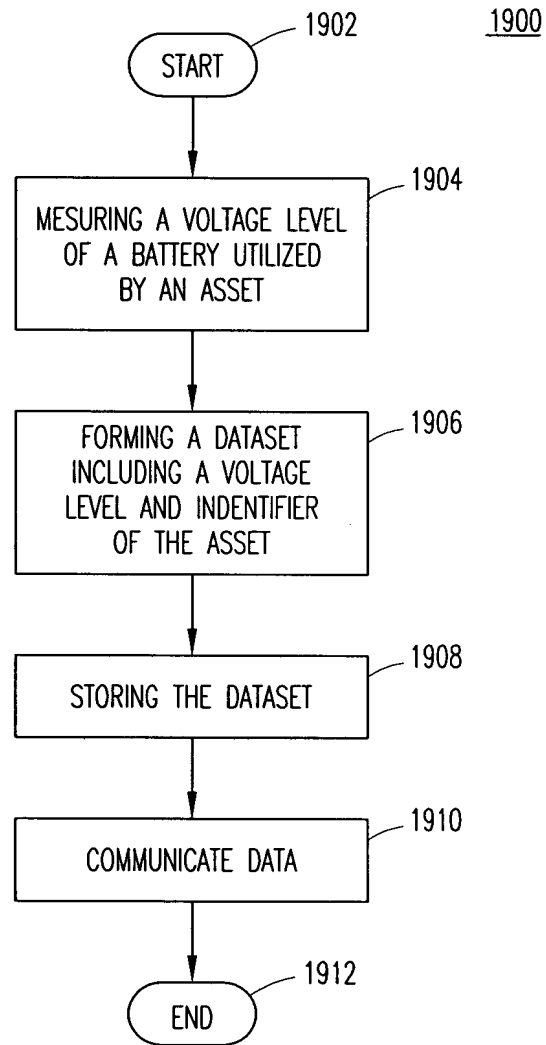 1900
1902
START
1904
MESURING A VOLTAGE LEVEL
OF A BATTERY UTILIZED
BY AN ASSET
1906
FORMING A DATASET
INCLUDING A VOLTAGE
LEVEL AND INDENTIFIER
OF THE ASSET
1908
STORING THE DATASET
1910
COMMUNICATE DATA
1912
END